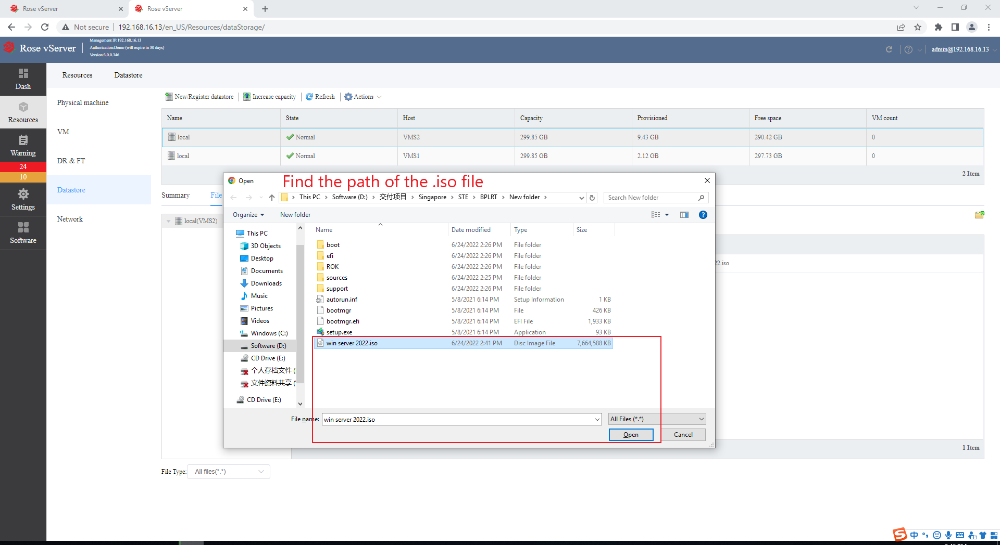 Rose vServer
Rose vServer
Not secure
192.168.16.13/en_US/Resources/dataStorage/
Rose vServer
Management IP:192.168.16.13
Authorization:Demo (will expire in 30 days)
Version:3.0.0.346
admin@192.168.16.13
Dash
Resources
Warning
24
10
Settings
Software
Resources Datastore
Physical machine
VM
DR & FT
Datastore
Network
New/Register datastore Increase capacity Refresh Actions
Name State Host Capacity Provisioned Free space VM count
local Normal VMS2 299.85 GB 9.43 GB 290.42 GB 0
local Normal VMS1 299.85 GB 2.12 GB 297.73 GB 0
2 Item
Summary File
local(VMS2)
22.iso
1 Item
File Type: All files(*.*)
Open
Find the path of the .iso file
This PC Software (D:) 交付项目 Singapore STE BPLRT New folder
Search New folder
Organize New folder
This PC
3D Objects
Desktop
Documents
Downloads
Music
Pictures
Videos
Windows (C:)
Software (D:)
CD Drive (E:)
个人存档文件 (
文件资料共享 (
CD Drive (E:)
Name Date modified Type Size
boot 6/24/2022 2:26 PM File folder
efi 6/24/2022 2:26 PM File folder
ROK 6/24/2022 2:26 PM File folder
sources 6/24/2022 2:25 PM File folder
support 6/24/2022 2:26 PM File folder
autorun.inf 5/8/2021 6:14 PM Setup Information 1 KB
bootmgr 5/8/2021 6:14 PM File 426 KB
bootmgr.efi 5/8/2021 6:14 PM EFI File 1,933 KB
setup.exe 5/8/2021 6:14 PM Application 93 KB
win server 2022.iso 6/24/2022 2:41 PM Disc Image File 7,664,588 KB
File name: win server 2022.iso All Files (*.*)
Open Cancel
中